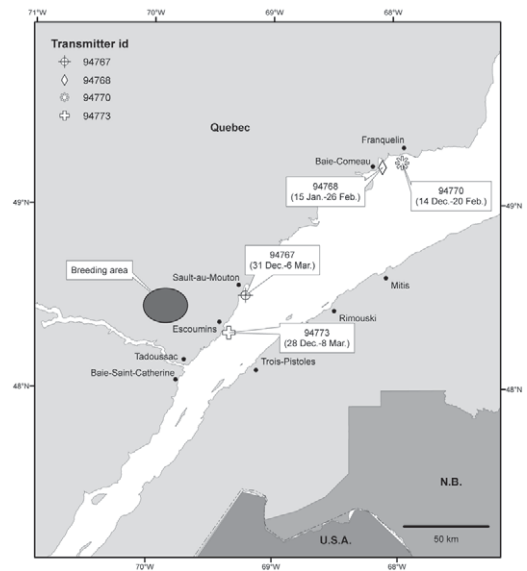 71°W
70°W
69°W
68°W
Transmitter id
94767
94768
94770
94773
Quebec
Franquelin
Baie-Comeau
94768
(15 Jan.-26 Feb.)
94770
(14 Dec.-20 Feb.)
49°N
49°N
94767
(31 Dec.-6 Mar.)
Breeding area
Sault-au-Mouton
Mitis
Rimouski
Escoumins
94773
(28 Dec.-8 Mar.)
Tadoussac
Trois-Pistoles
Baie-Saint-Catherine
48°N
48°N
N.B.
50 km
U.S.A.
70°W
69°W
68°W